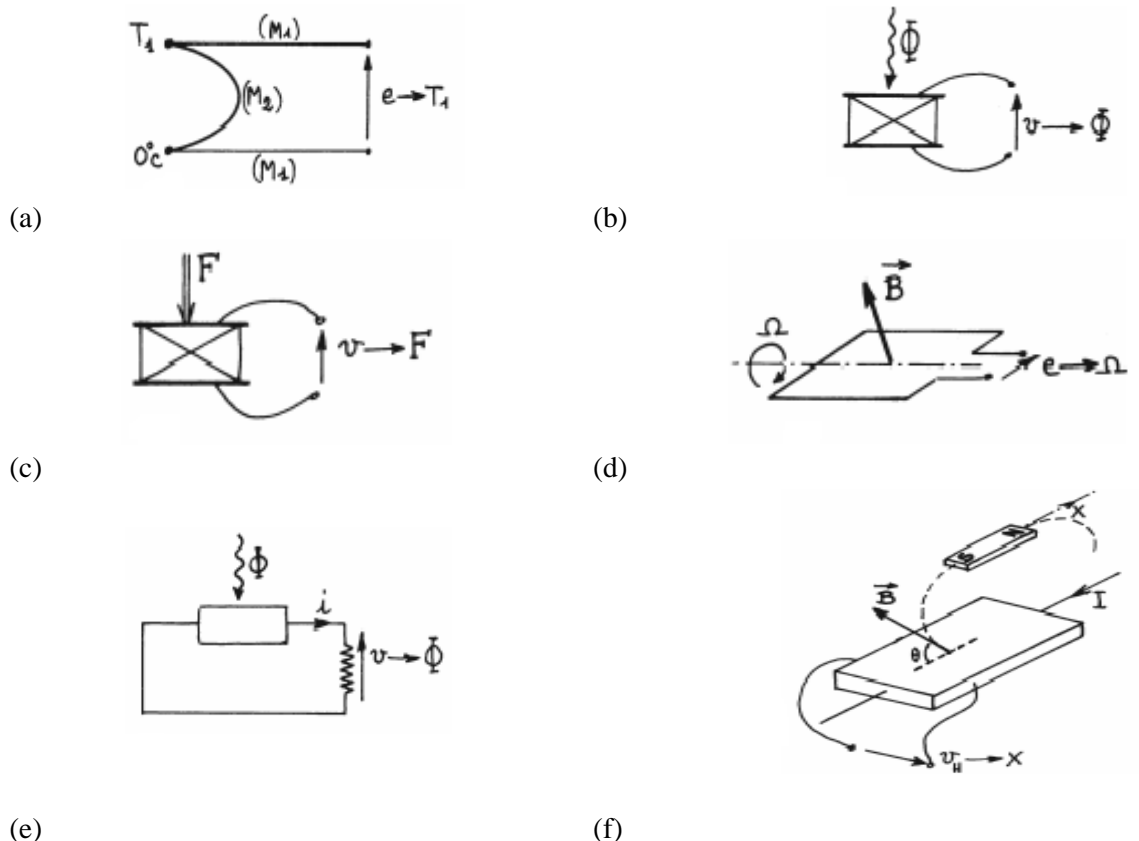 (M1)
T1
(M2)
e → T1
0°C
(M1)
(a)
Φ
v → Φ
(b)
F
v → F
(c)
B
Ω
e → Ω
(d)
Φ
i
v → Φ
(e)
X
N
S
B
I
θ
vH → X
(f)